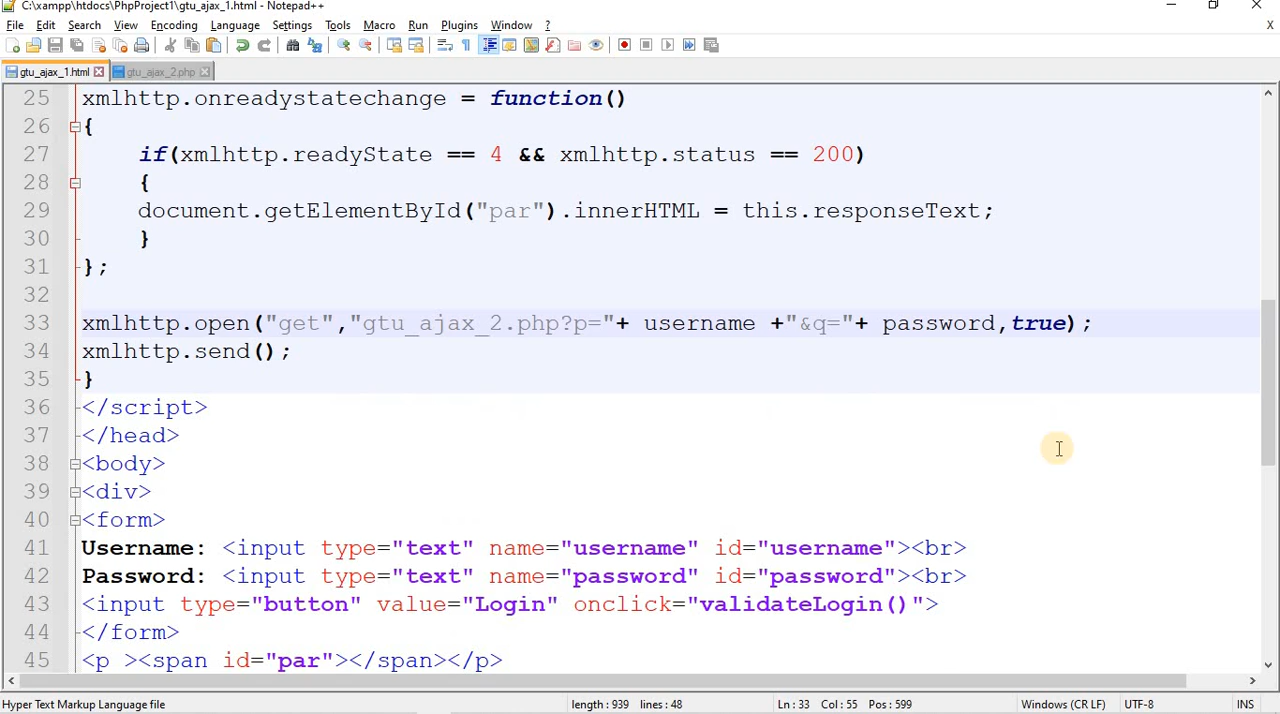 C:\xampp\htdocs\PhpProject1\gtu_ajax_1.html - Notepad++
File Edit Search View Encoding Language Settings Tools Macro Run Plugins Window ? X
gtu_ajax_1.html gtu_ajax_2.php
25 xmlhttp.onreadystatechange = function()
26 {
27 if(xmlhttp.readyState == 4 && xmlhttp.status == 200)
28 {
29 document.getElementById("par").innerHTML = this.responseText;
30 }
31 };
32
33 xmlhttp.open("get","gtu_ajax_2.php?p="+ username +"&q="+ password,true);
34 xmlhttp.send();
35 }
36 </script>
37 </head>
38 <body>
39 <div>
40 <form>
41 Username: <input type="text" name="username" id="username"><br>
42 Password: <input type="text" name="password" id="password"><br>
43 <input type="button" value="Login" onclick="validateLogin()">
44 </form>
45 <p ><span id="par"></span></p>
Hyper Text Markup Language file length : 939 lines : 48 Ln : 33 Col : 55 Pos : 599 Windows (CR LF) UTF-8 INS